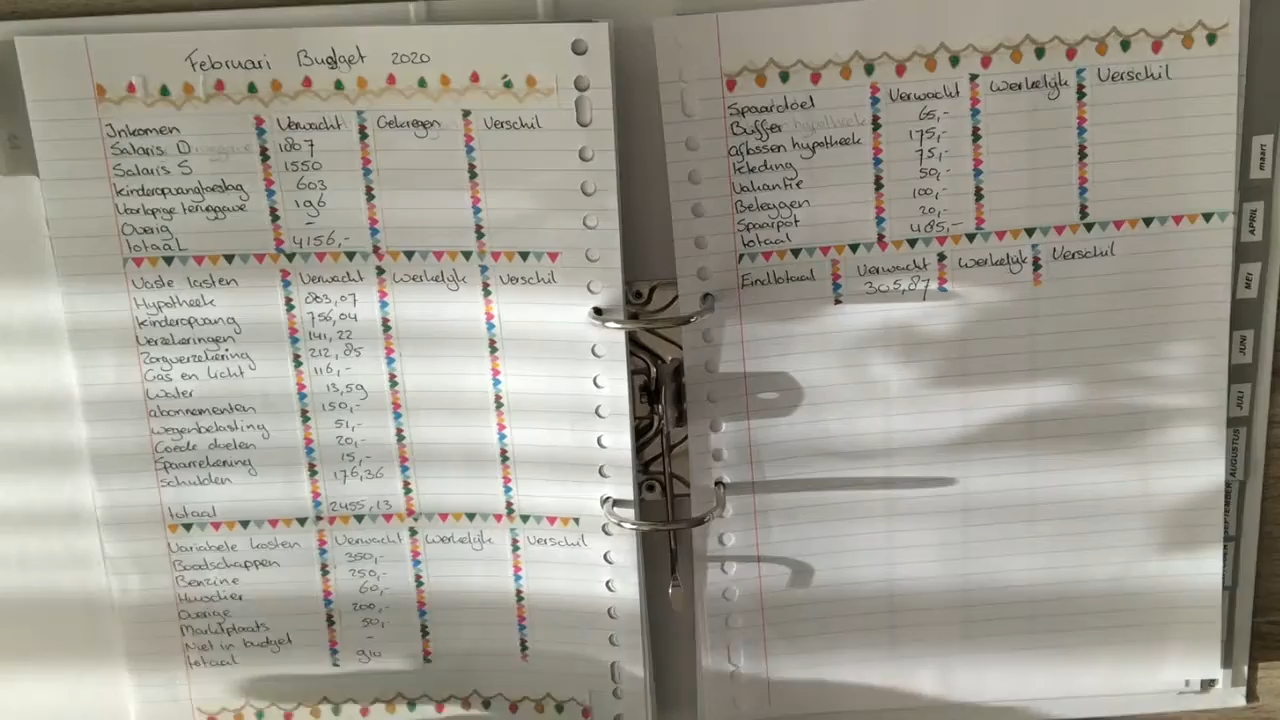 Februari Budget 2020
Inkomen Verwacht Gekregen Verschil
Salaris D 1807
Salaris S 1550
kinderopvangtoeslag 603
Voorlopige teruggave 196
Overig -
totaal 4156,-
Vaste lasten Verwacht Werkelijk Verschil
Hypotheek 883,07
kinderopvang 756,04
Verzekeringen 141,22
Zorgverzekering 212,85
Gas en licht 116,-
Water 13,59
abonnementen 150,-
wegenbelasting 51,-
Goede doelen 20,-
Spaarrekening 15,-
schulden 176,36
totaal 2455,13
Variabele kosten Verwacht Werkelijk Verschil
Boodschappen 350,-
Benzine 250,-
Huisdier 60,-
Overige 200,-
Marktplaats 50,-
Niet in budget -
totaal 910
Spaardoel Verwacht Werkelijk Verschil
Buffer 65,-
aflossen hypotheek 175,-
kleding 75,-
Vakantie 50,-
Beleggen 100,-
Spaarpot 20,-
totaal 485,-
Eindtotaal Verwacht Werkelijk Verschil
305,87
maart
APRIL
MEI
JUNI
JULI
AUGUSTUS
SEPTEMBER